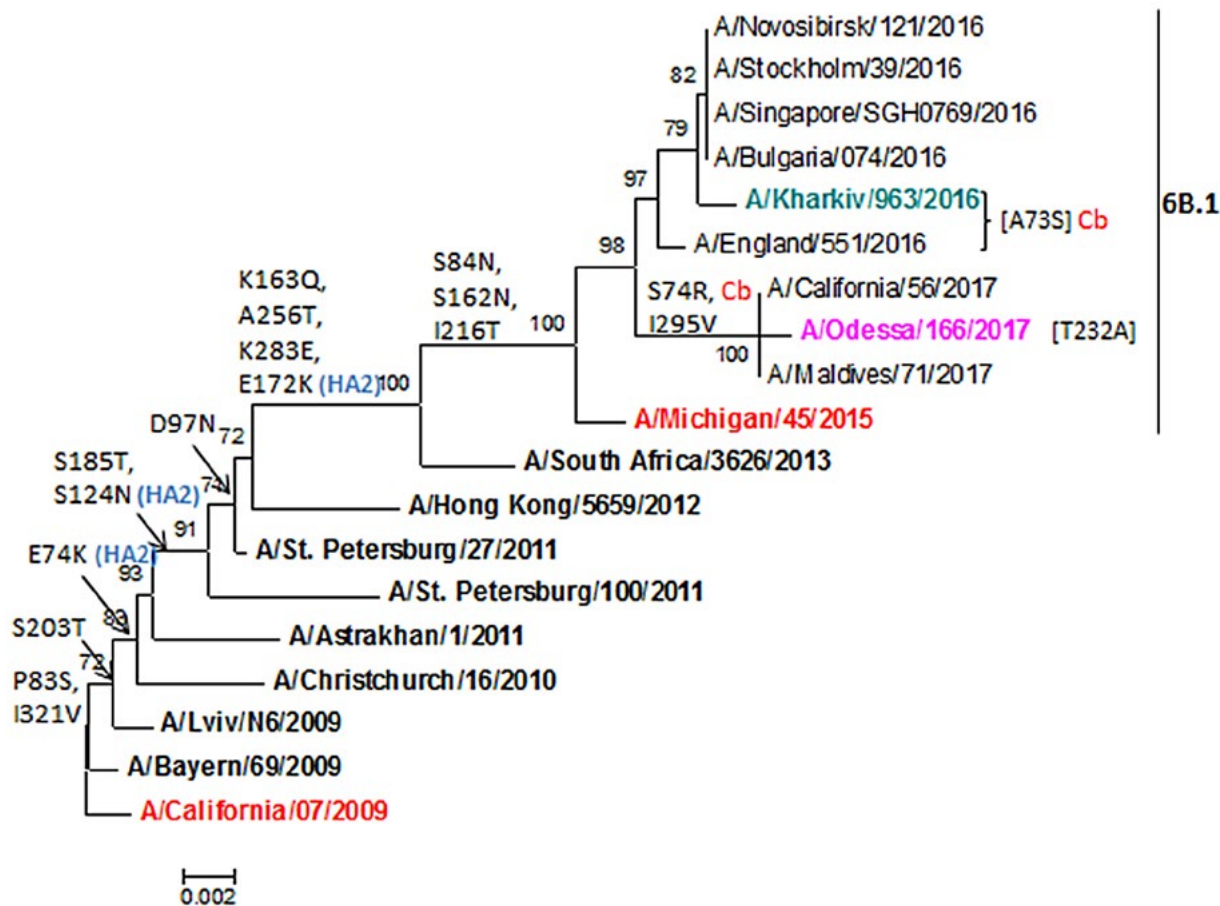 A/Novosibirsk/121/2016
82
A/Stockholm/39/2016
A/Singapore/SGH0769/2016
79
A/Bulgaria/074/2016
97
A/Kharkiv/963/2016
[A73S] Cb
6B.1
98
A/England/551/2016
S84N,
S162N,
I216T
100
S74R, Cb
I295V
100
A/California/56/2017
A/Odessa/166/2017 [T232A]
A/Maldives/71/2017
K163Q,
A256T,
K283E,
E172K (HA2)
100
A/Michigan/45/2015
D97N
72
A/South Africa/3626/2013
S185T,
S124N (HA2)
A/Hong Kong/5659/2012
91
E74K (HA2)
93
A/St. Petersburg/27/2011
A/St. Petersburg/100/2011
S203T
A/Astrakhan/1/2011
P83S,
I321V
A/Christchurch/16/2010
A/Lviv/N6/2009
A/Bayern/69/2009
A/California/07/2009
0.002